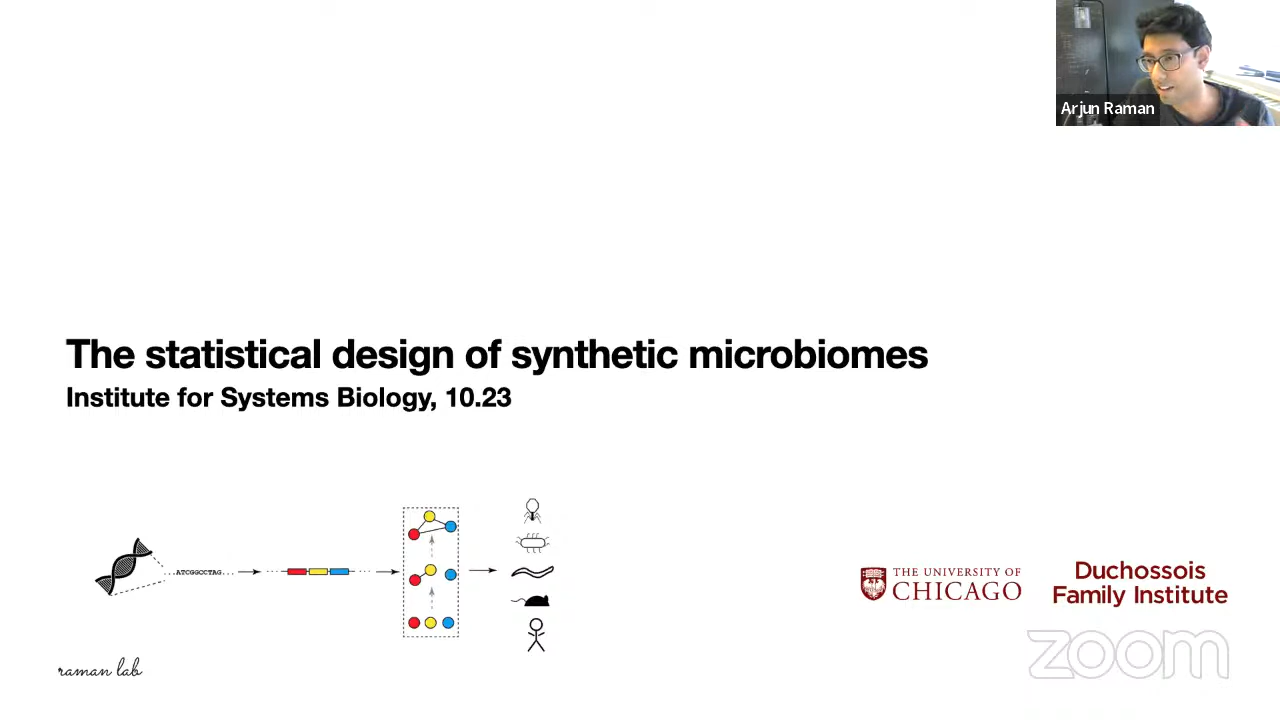 Arjun Raman
The statistical design of synthetic microbiomes
Institute for Systems Biology, 10.23
...ATCGGCCTAG...
THE UNIVERSITY OF
CHICAGO
Duchossois
Family Institute
raman lab
zoom